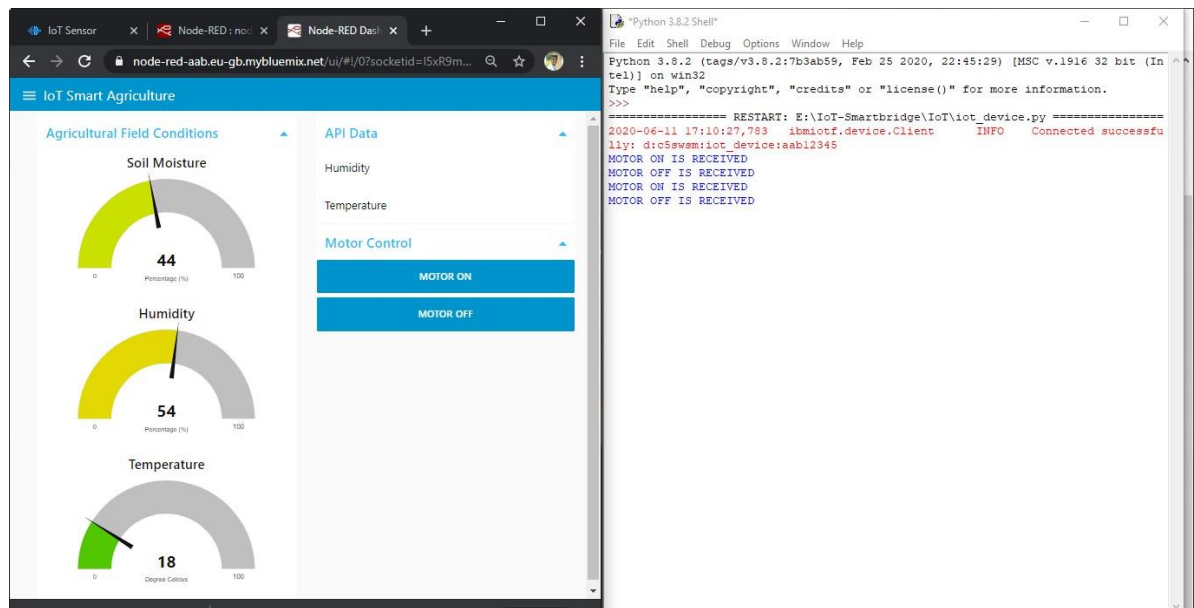 IoT Sensor
Node-RED : nod
Node-RED Dash
node-red-aab.eu-gb.mybluemix.net/ui/#!/0?socketid=I5xR9m...
IoT Smart Agriculture
Agricultural Field Conditions
Soil Moisture
44
0
Percentage (%)
100
Humidity
54
0
Percentage (%)
100
Temperature
18
0
Degree Celcius
100
API Data
Humidity
Temperature
Motor Control
MOTOR ON
MOTOR OFF
*Python 3.8.2 Shell*
File Edit Shell Debug Options Window Help
Python 3.8.2 (tags/v3.8.2:7b3ab59, Feb 25 2020, 22:45:29) [MSC v.1916 32 bit (In
tel)] on win32
Type "help", "copyright", "credits" or "license()" for more information.
>>>
================= RESTART: E:\IoT-Smartbridge\IoT\iot_device.py ================
2020-06-11 17:10:27,783 ibmiotf.device.Client INFO Connected successfu
lly: d:c5swsm:iot_device:aab12345
MOTOR ON IS RECEIVED
MOTOR OFF IS RECEIVED
MOTOR ON IS RECEIVED
MOTOR OFF IS RECEIVED